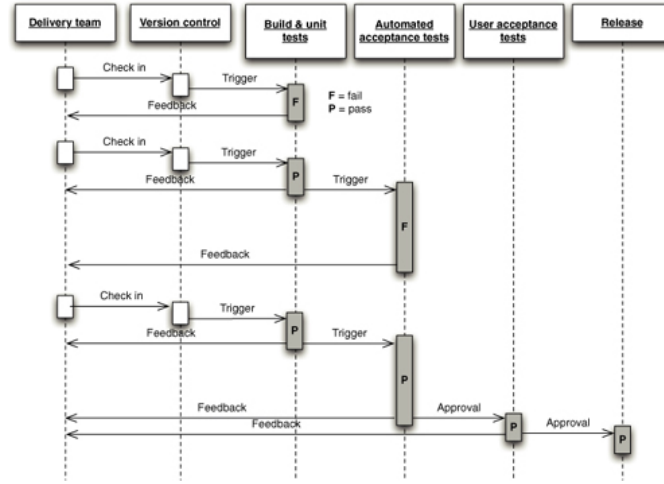 Delivery team
Version control
Build & unit
tests
Automated
acceptance tests
User acceptance
tests
Release
Check in
Trigger
Feedback
F
F = fail
P = pass
Check in
Trigger
Feedback
P
Trigger
F
Feedback
Check in
Trigger
Feedback
P
Trigger
P
Feedback
Approval
Feedback
P
Approval
P